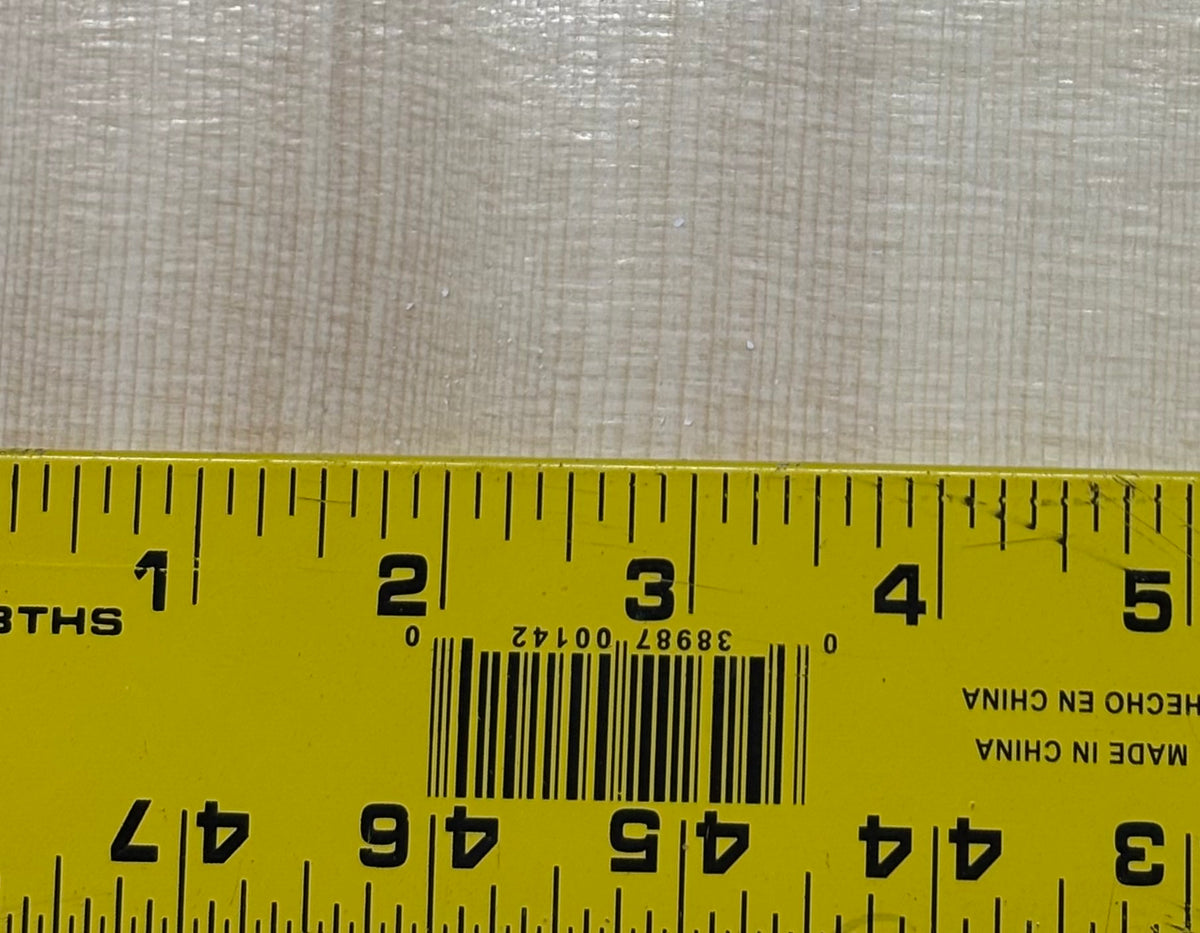 1 2 3 4 5
8THS
0 38987 00142 0
HECHO EN CHINA
MADE IN CHINA
47 46 45 44 3